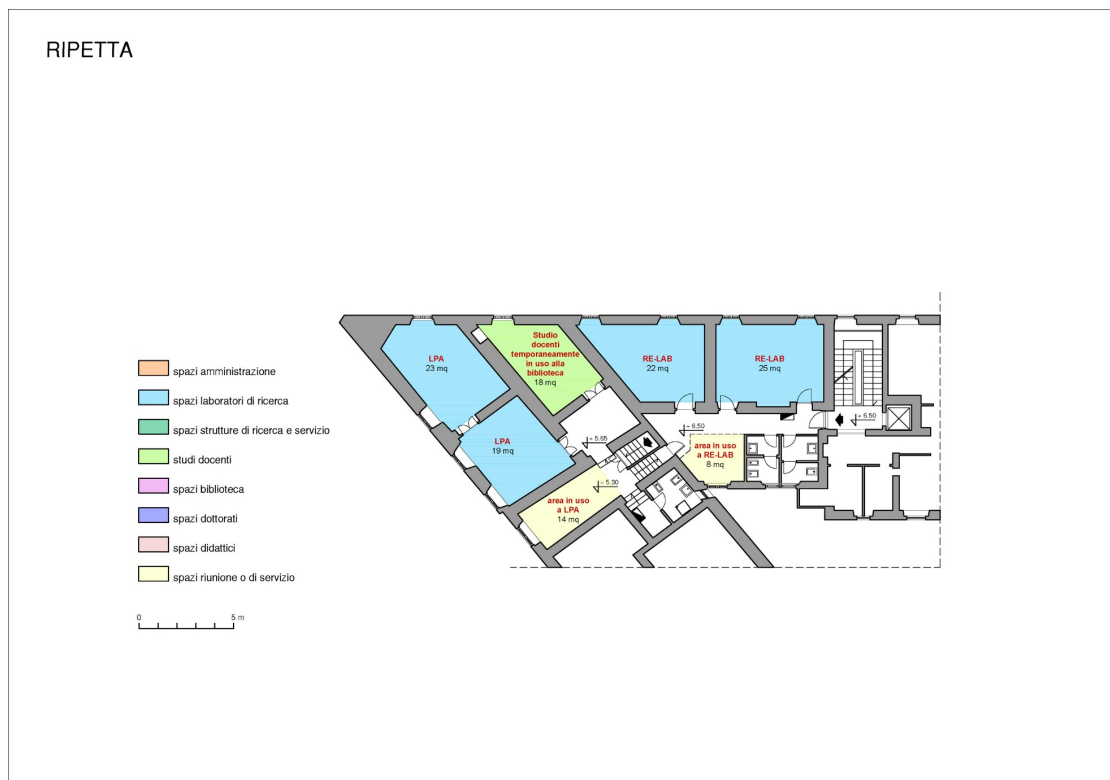 RIPETTA
LPA
23 mq
Studio
docenti
temporaneamente
in uso alla
biblioteca
18 mq
RE-LAB
22 mq
RE-LAB
25 mq
LPA
19 mq
+ 5.65
+ 6.50
+ 6.50
area in uso
a RE-LAB
8 mq
+ 5.30
area in uso
a LPA
14 mq
spazi amministrazione
spazi laboratori di ricerca
spazi strutture di ricerca e servizio
studi docenti
spazi biblioteca
spazi dottorati
spazi didattici
spazi riunione o di servizio
0 5 m